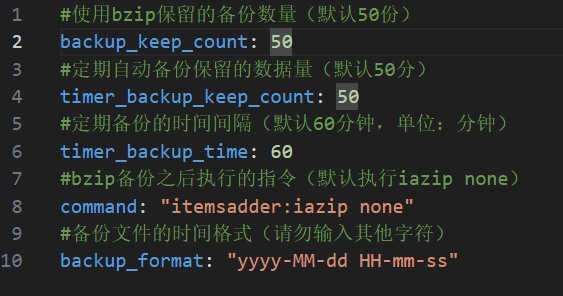 1 #使用bzip保留的备份数量（默认50份）
2 backup_keep_count: 50
3 #定期自动备份保留的数据量（默认50分）
4 timer_backup_keep_count: 50
5 #定期备份的时间间隔（默认60分钟，单位：分钟）
6 timer_backup_time: 60
7 #bzip备份之后执行的指令（默认执行iazip none）
8 command: "itemsadder:iazip none"
9 #备份文件的时间格式（请勿输入其他字符）
10 backup_format: "yyyy-MM-dd HH-mm-ss"